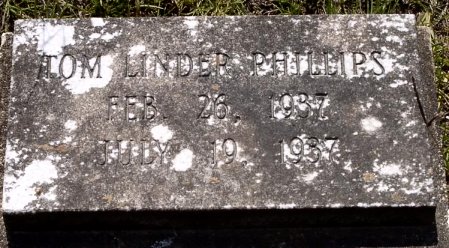 TOM LINDER PHILLIPS
FEB. 26, 1937
JULY 19, 1937